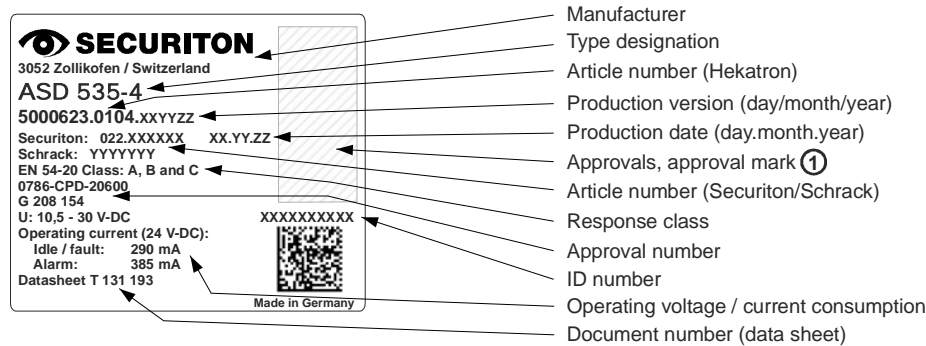 SECURITON
3052 Zollikofen / Switzerland
ASD 535-4
5000623.0104.XXYYZZ
Securiton: 022.XXXXXX XX.YY.ZZ
Schrack: YYYYYYY
EN 54-20 Class: A, B and C
0786-CPD-20600
G 208 154
U: 10,5 - 30 V-DC
XXXXXXXXXX
Operating current (24 V-DC):
Idle / fault: 290 mA
Alarm: 385 mA
Datasheet T 131 193
Made in Germany
Manufacturer
Type designation
Article number (Hekatron)
Production version (day/month/year)
Production date (day.month.year)
Approvals, approval mark 1
Article number (Securiton/Schrack)
Response class
Approval number
ID number
Operating voltage / current consumption
Document number (data sheet)